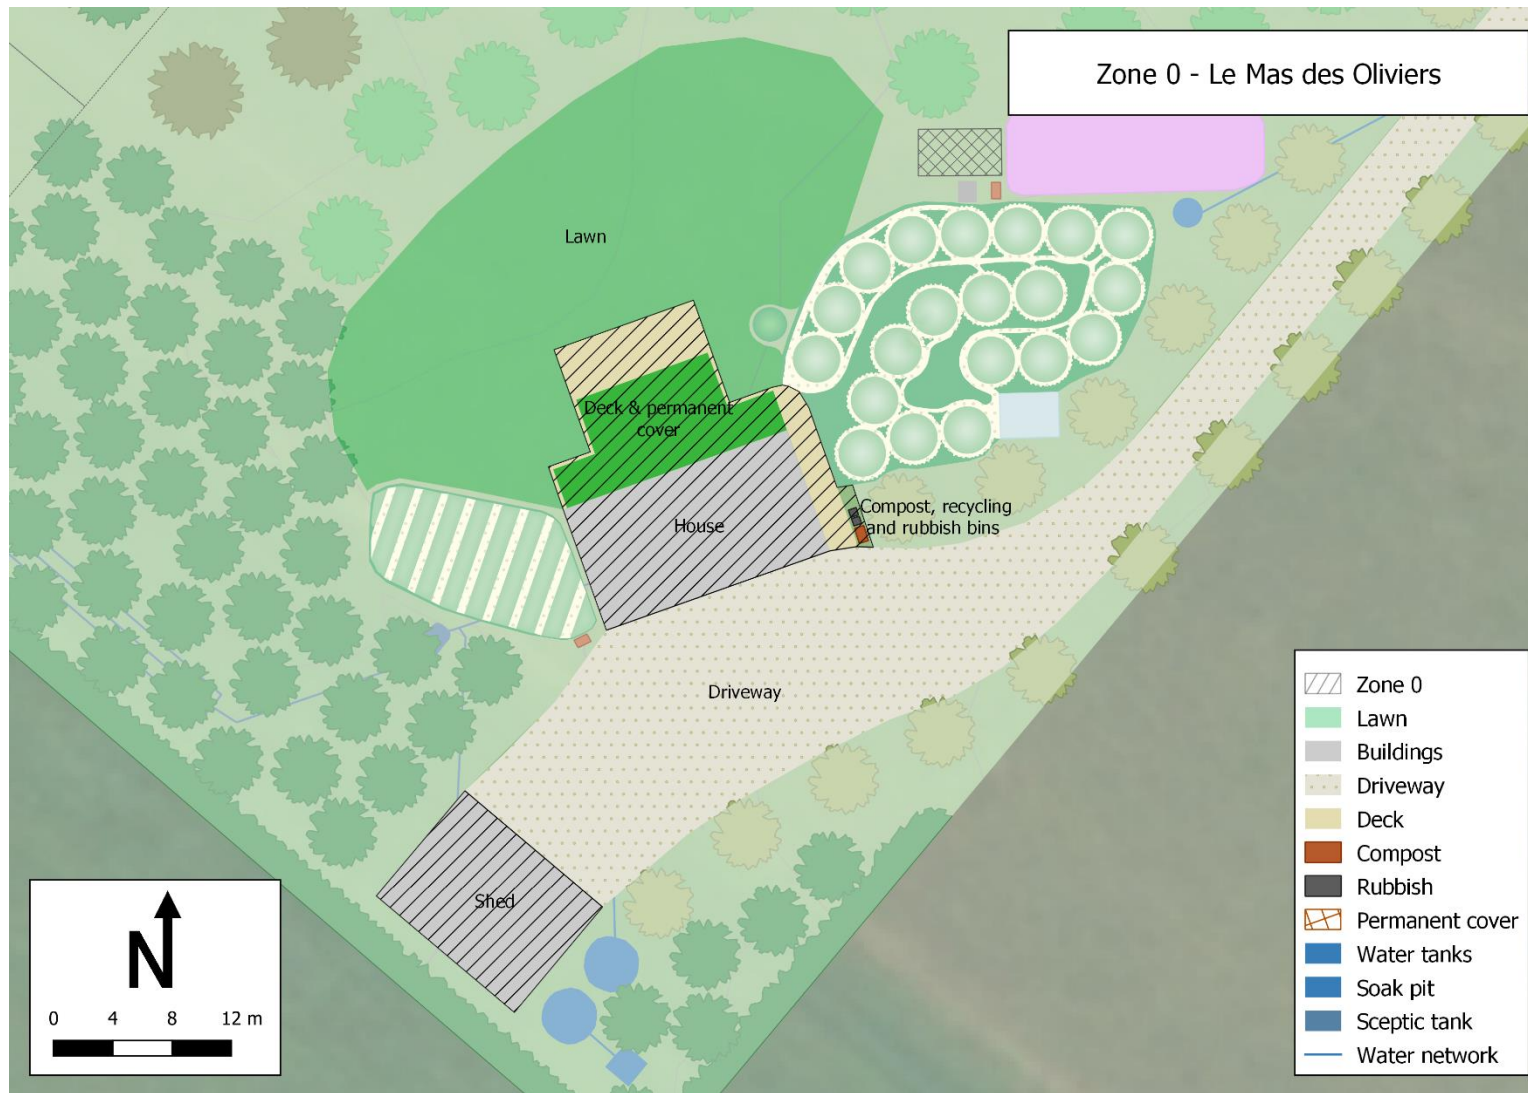 Zone 0 - Le Mas des Oliviers
Lawn
Deck & permanent
cover
House
Compost, recycling
and rubbish bins
Driveway
Shed
N
0 4 8 12 m
Zone 0
Lawn
Buildings
Driveway
Deck
Compost
Rubbish
Permanent cover
Water tanks
Soak pit
Sceptic tank
Water network